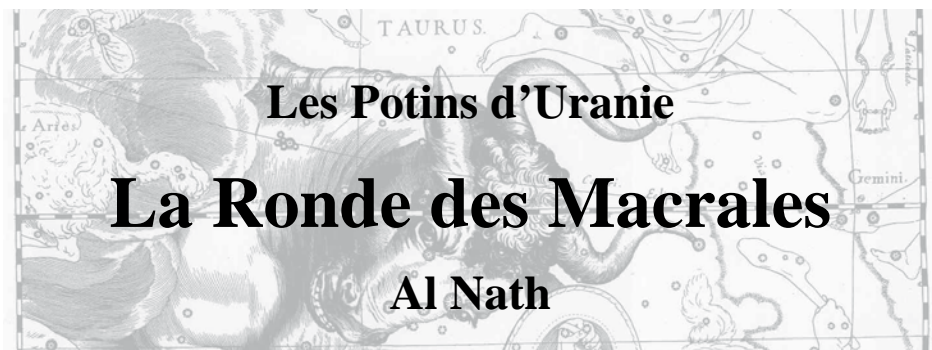 TAURUS.
Les Potins d’Uranie
Aries
La Ronde des Macrales
Gemini.
Al Nath